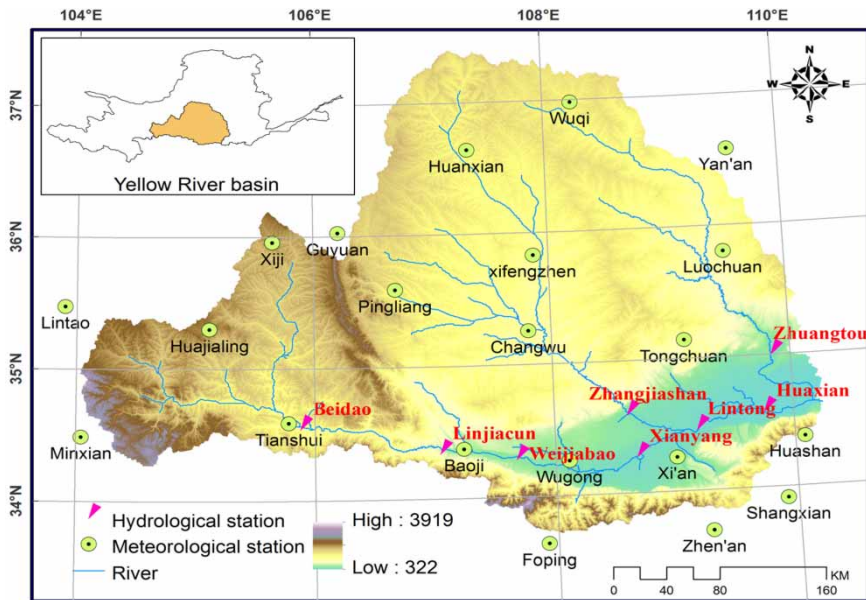 104°E
106°E
108°E
110°E
37°N
36°N
35°N
34°N
Yellow River basin
N
W
E
S
Wuqi
Yan'an
Huanxian
Guyuan
Xiji
xifengzhen
Luochuan
Pingliang
Lintao
Huajialing
Changwu
Tongchuan
Zhuangtou
Zhangjiashan
Huaxian
Beidao
Lintong
Tianshui
Linjiacun
Xianyang
Minxian
Baoji
Weijiabao
Huashan
Wugong
Xi'an
Shangxian
Zhen'an
Foping
Hydrological station
Meteorological station
River
High : 3919
Low : 322
KM
0 20 40 80 160